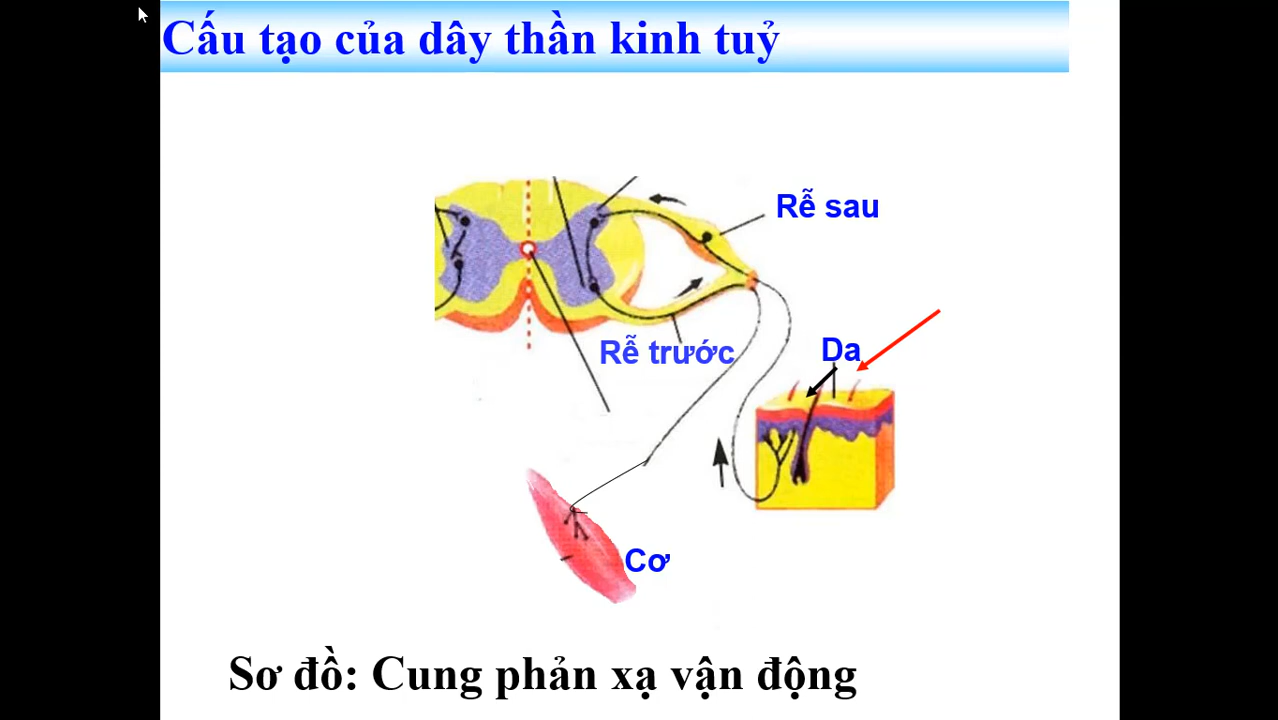 Cấu tạo của dây thần kinh tuỷ
Rễ sau
Rễ trước
Da
Cơ
Sơ đồ: Cung phản xạ vận động